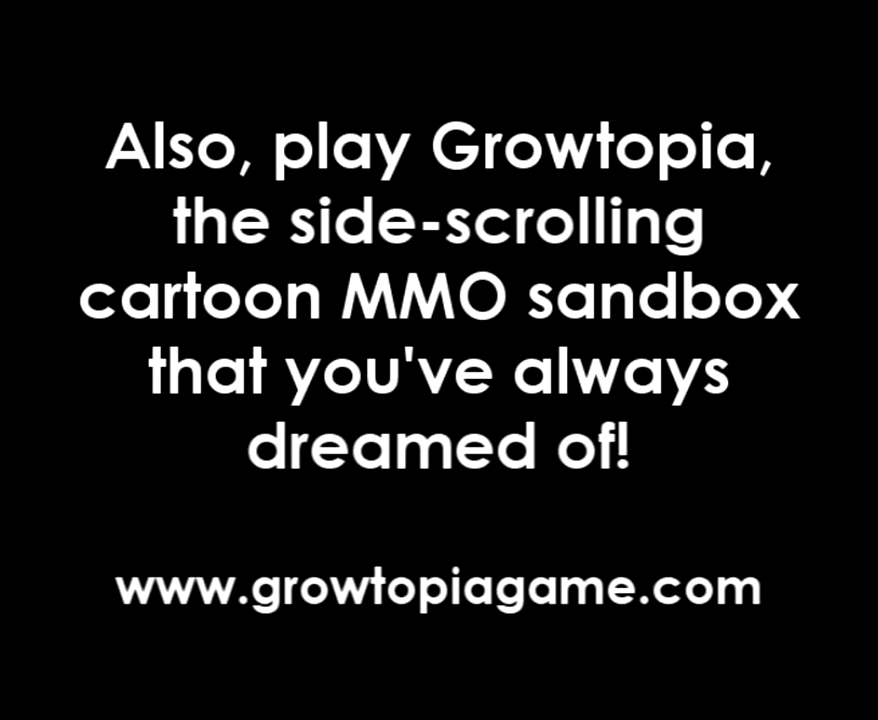 Also, play Growtopia,
the side-scrolling
cartoon MMO sandbox
that you've always
dreamed of!
www.growtopiagame.com